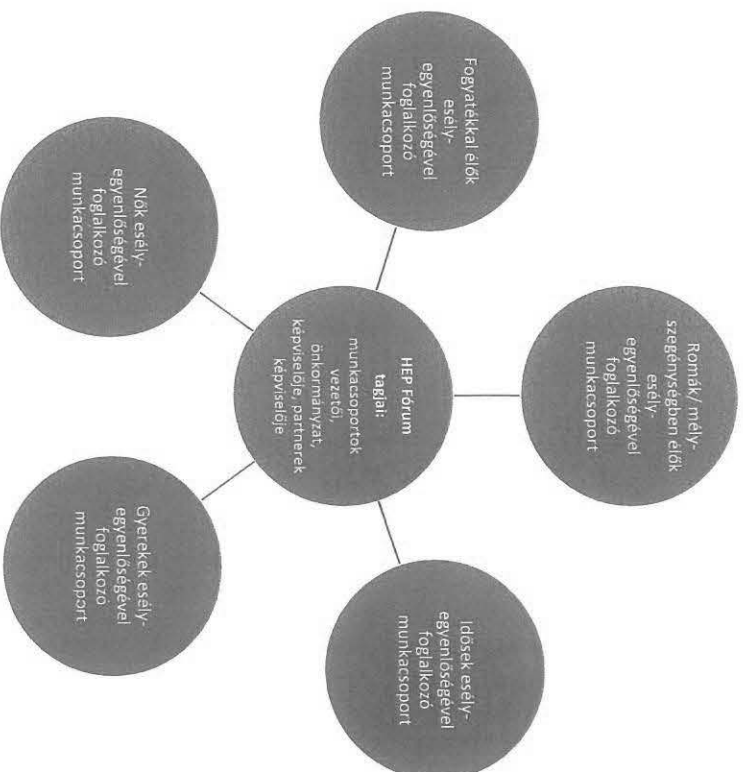 Romák/ mély-
szegénységben élők
esély-
egyenlőségével
foglalkozó
munkacsoport
Fogyatékkal élők
esély-
egyenlőségével
foglalkozó
munkacsoport
HEP Fórum
tagjai:
munkacsoportok
vezetői,
önkormányzat,
képviselője, partnerek
képviselője
Idősek esély-
egyenlőségével
foglalkozó
munkacsoport
Nők esély-
egyenlőségével
foglalkozó
munkacsoport
Gyerekek esély-
egyenlőségével
foglalkozó
munkacsoport